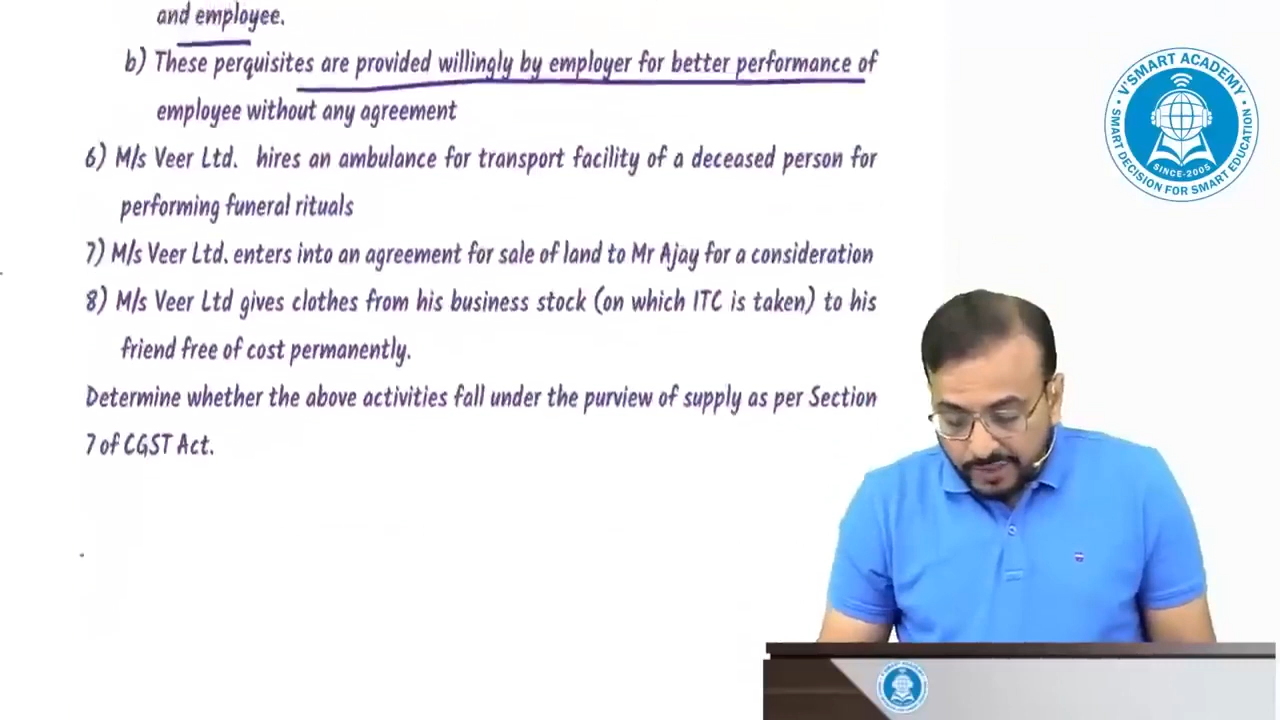 and employee.
b) These perquisites are provided willingly by employer for better performance of
employee without any agreement
6) M/s Veer Ltd. hires an ambulance for transport facility of a deceased person for
performing funeral rituals
7) M/s Veer Ltd. enters into an agreement for sale of land to Mr Ajay for a consideration
8) M/s Veer Ltd gives clothes from his business stock (on which ITC is taken) to his
friend free of cost permanently.
Determine whether the above activities fall under the purview of supply as per Section
7 of CGST Act.
V'SMART ACADEMY
SINCE-2005
SMART DECISION FOR SMART EDUCATION